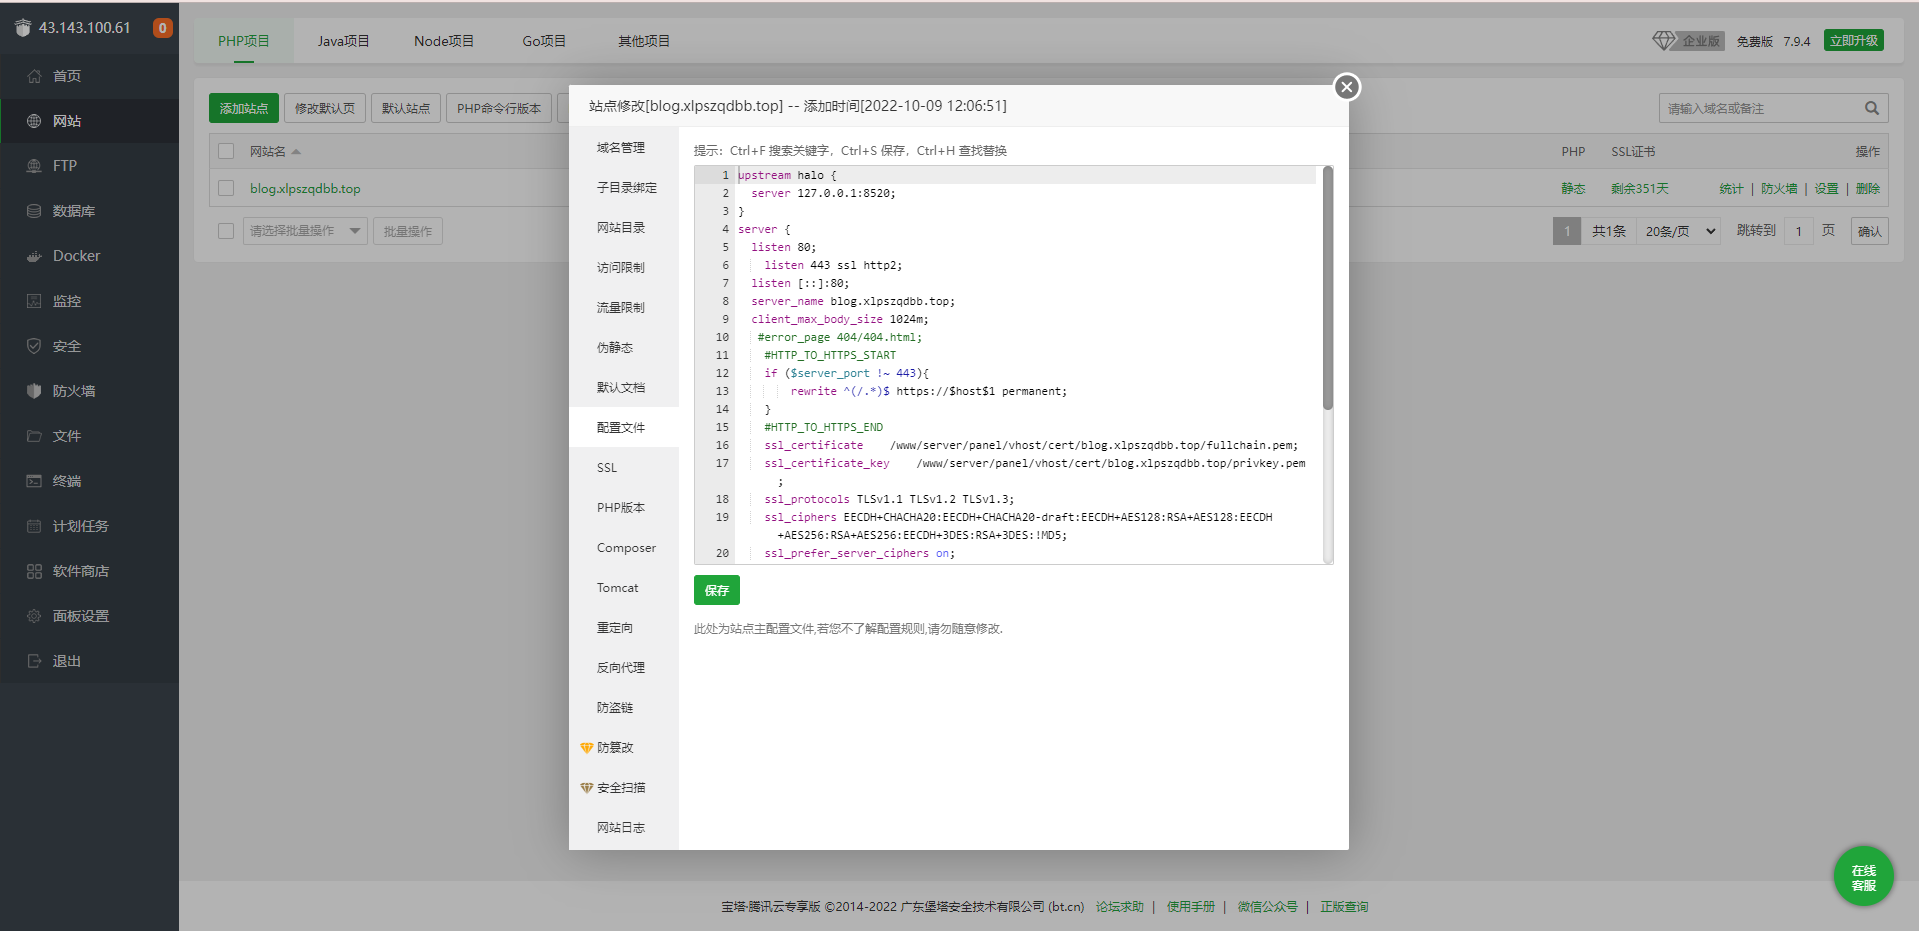 43.143.100.61 0
首页
网站
FTP
数据库
Docker
监控
安全
防火墙
文件
终端
计划任务
软件商店
面板设置
退出
PHP项目 Java项目 Node项目 Go项目 其他项目
企业版 免费版 7.9.4 立即升级
添加站点 修改默认页 默认站点 PHP命令行版本
请输入域名或备注
网站名 PHP SSL证书 操作
blog.xlpszqdbb.top 静态 剩余351天 统计 | 防火墙 | 设置 | 删除
请选择批量操作 批量操作
1 共1条 20条/页 跳转到 1 页 确认
站点修改[blog.xlpszqdbb.top] -- 添加时间[2022-10-09 12:06:51]
域名管理
子目录绑定
网站目录
访问限制
流量限制
伪静态
默认文档
配置文件
SSL
PHP版本
Composer
Tomcat
重定向
反向代理
防盗链
防篡改
安全扫描
网站日志
提示：Ctrl+F 搜索关键字，Ctrl+S 保存，Ctrl+H 查找替换
1 upstream halo {
2 server 127.0.0.1:8520;
3 }
4 server {
5 listen 80;
6 listen 443 ssl http2;
7 listen [::]:80;
8 server_name blog.xlpszqdbb.top;
9 client_max_body_size 1024m;
10 #error_page 404/404.html;
11 #HTTP_TO_HTTPS_START
12 if ($server_port !~ 443){
13 rewrite ^(/.*)$ https://$host$1 permanent;
14 }
15 #HTTP_TO_HTTPS_END
16 ssl_certificate /www/server/panel/vhost/cert/blog.xlpszqdbb.top/fullchain.pem;
17 ssl_certificate_key /www/server/panel/vhost/cert/blog.xlpszqdbb.top/privkey.pem
;
18 ssl_protocols TLSv1.1 TLSv1.2 TLSv1.3;
19 ssl_ciphers EECDH+CHACHA20:EECDH+CHACHA20-draft:EECDH+AES128:RSA+AES128:EECDH
+AES256:RSA+AES256:EECDH+3DES:RSA+3DES:!MD5;
20 ssl_prefer_server_ciphers on;
保存
此处为站点主配置文件,若您不了解配置规则,请勿随意修改.
在线
客服
宝塔·腾讯云专享版 ©2014-2022 广东堡塔安全技术有限公司 (bt.cn) 论坛求助 | 使用手册 | 微信公众号 | 正版查询